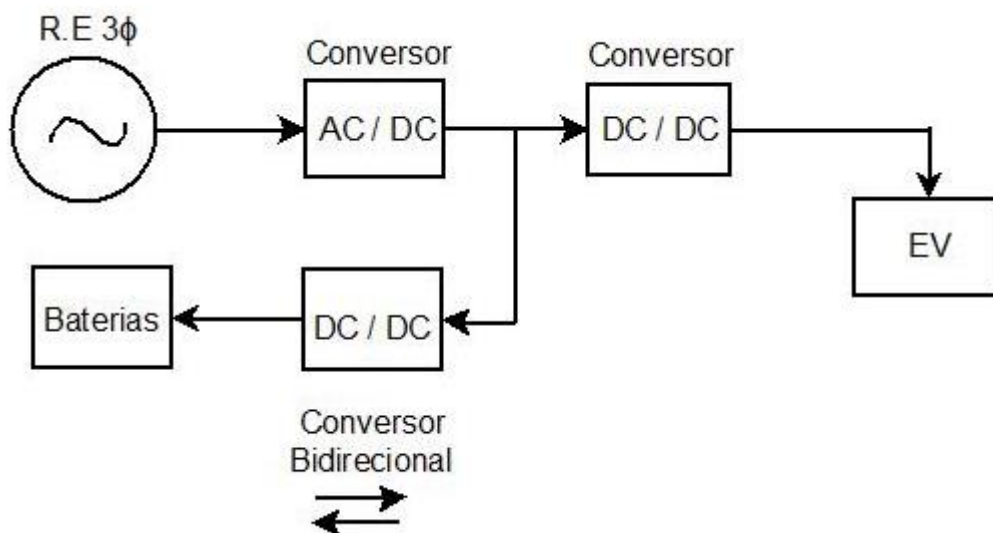 R.E 3ϕ
Conversor
AC / DC
Conversor
DC / DC
EV
Baterias
DC / DC
Conversor
Bidirecional